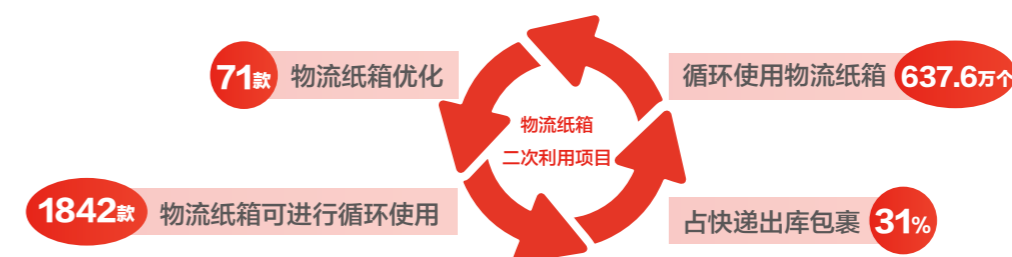 71款 物流纸箱优化
循环使用物流纸箱 637.6万个
物流纸箱
二次利用项目
1842款 物流纸箱可进行循环使用
占快递出库包裹 31%